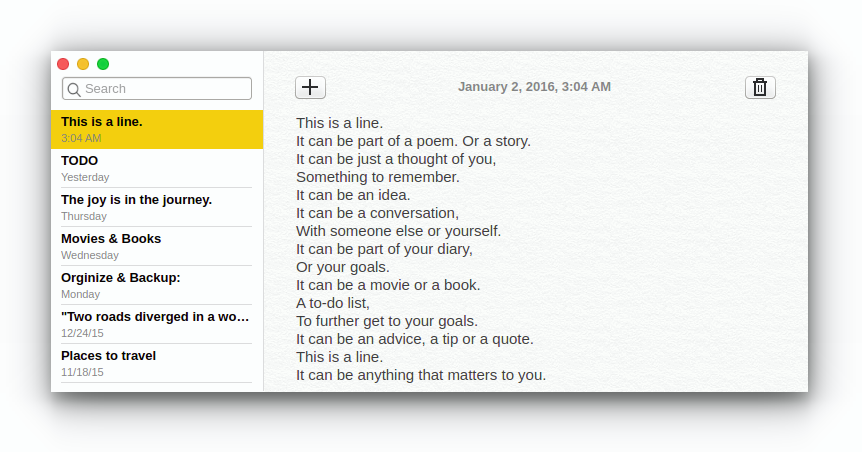 Search
This is a line.
3:04 AM
TODO
Yesterday
The joy is in the journey.
Thursday
Movies & Books
Wednesday
Orginize & Backup:
Monday
"Two roads diverged in a wo…
12/24/15
Places to travel
11/18/15
January 2, 2016, 3:04 AM
This is a line.
It can be part of a poem. Or a story.
It can be just a thought of you,
Something to remember.
It can be an idea.
It can be a conversation,
With someone else or yourself.
It can be part of your diary,
Or your goals.
It can be a movie or a book.
A to-do list,
To further get to your goals.
It can be an advice, a tip or a quote.
This is a line.
It can be anything that matters to you.